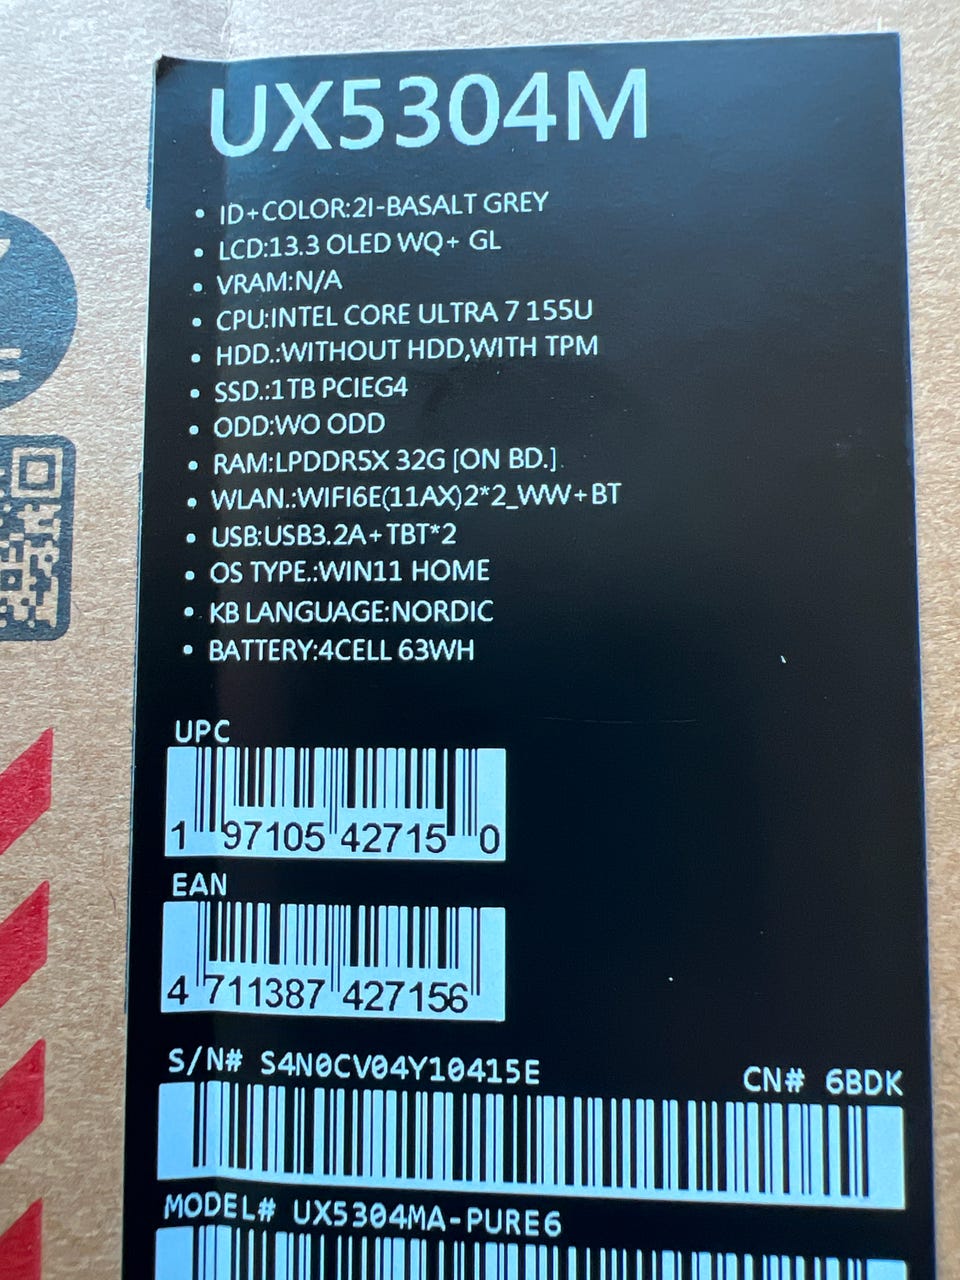 UX5304M
• ID+COLOR:2I-BASALT GREY
• LCD:13.3 OLED WQ+ GL
• VRAM:N/A
• CPU:INTEL CORE ULTRA 7 155U
• HDD.:WITHOUT HDD,WITH TPM
• SSD.:1TB PCIEG4
• ODD:WO ODD
• RAM:LPDDR5X 32G [ON BD.]
• WLAN.:WIFI6E(11AX)2*2_WW+BT
• USB:USB3.2A+TBT*2
• OS TYPE.:WIN11 HOME
• KB LANGUAGE:NORDIC
• BATTERY:4CELL 63WH
UPC
1 97105 42715 0
EAN
4 711387 427156
S/N# S4N0CV04Y10415E CN# 6BDK
MODEL# UX5304MA-PURE6